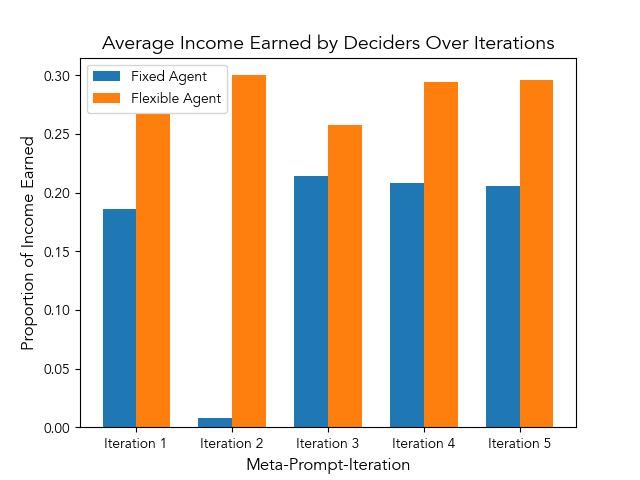 Average Income Earned by Deciders Over Iterations
Fixed Agent
Flexible Agent
Proportion of Income Earned
0.30
0.25
0.20
0.15
0.10
0.05
0.00
Iteration 1
Iteration 2
Iteration 3
Iteration 4
Iteration 5
Meta-Prompt-Iteration